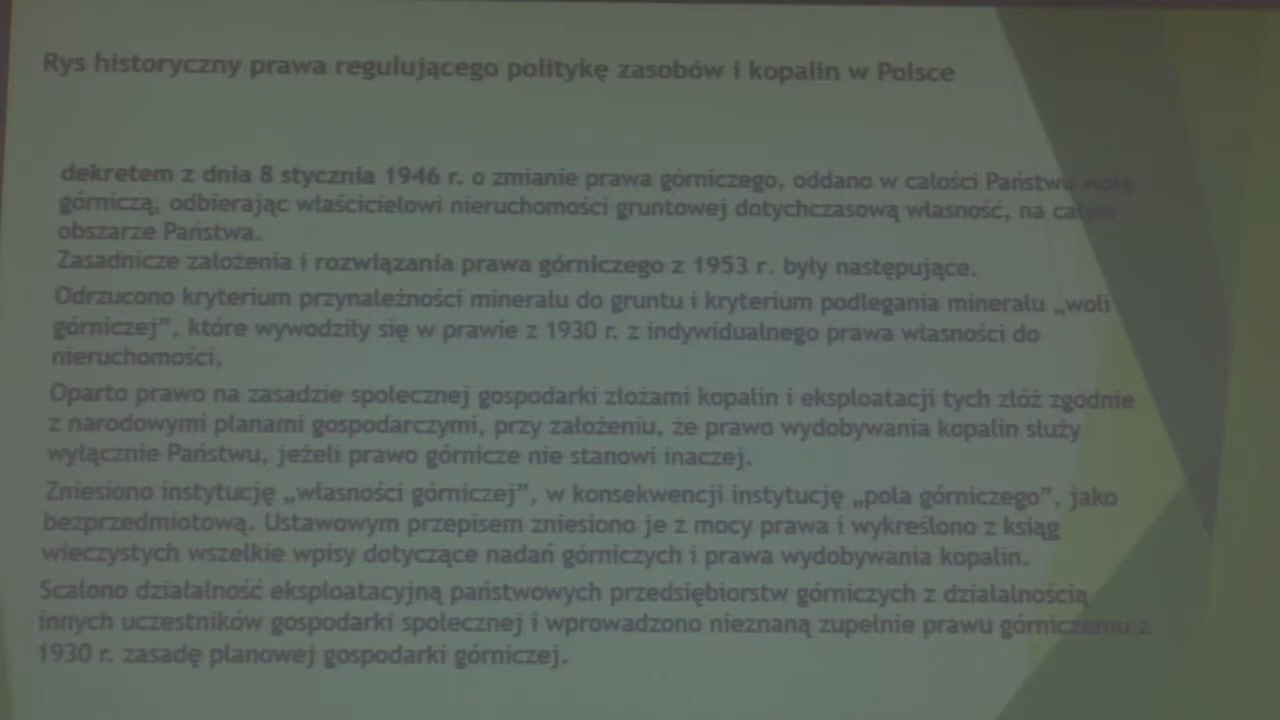 Rys historyczny prawa regulującego politykę zasobów i kopalin w Polsce
dekretem z dnia 8 stycznia 1946 r. o zmianie prawa górniczego, oddano w całości Państwu wolę
górniczą, odbierając właścicielowi nieruchomości gruntowej dotychczasową własność, na całym
obszarze Państwa.
Zasadnicze założenia i rozwiązania prawa górniczego z 1953 r. były następujące.
Odrzucono kryterium przynależności minerału do gruntu i kryterium podlegania minerału „woli
górniczej”, które wywodziły się w prawie z 1930 r. z indywidualnego prawa własności do
nieruchomości,
Oparto prawo na zasadzie społecznej gospodarki złożami kopalin i eksploatacji tych złóż zgodnie
z narodowymi planami gospodarczymi, przy założeniu, że prawo wydobywania kopalin służy
wyłącznie Państwu, jeżeli prawo górnicze nie stanowi inaczej.
Zniesiono instytucję „własności górniczej”, w konsekwencji instytucję „pola górniczego”, jako
bezprzedmiotową. Ustawowym przepisem zniesiono je z mocy prawa i wykreślono z ksiąg
wieczystych wszelkie wpisy dotyczące nadań górniczych i prawa wydobywania kopalin.
Scalono działalność eksploatacyjną państwowych przedsiębiorstw górniczych z działalnością
innych uczestników gospodarki społecznej i wprowadzono nieznaną zupełnie prawu górniczemu z
1930 r. zasadę planowej gospodarki górniczej.